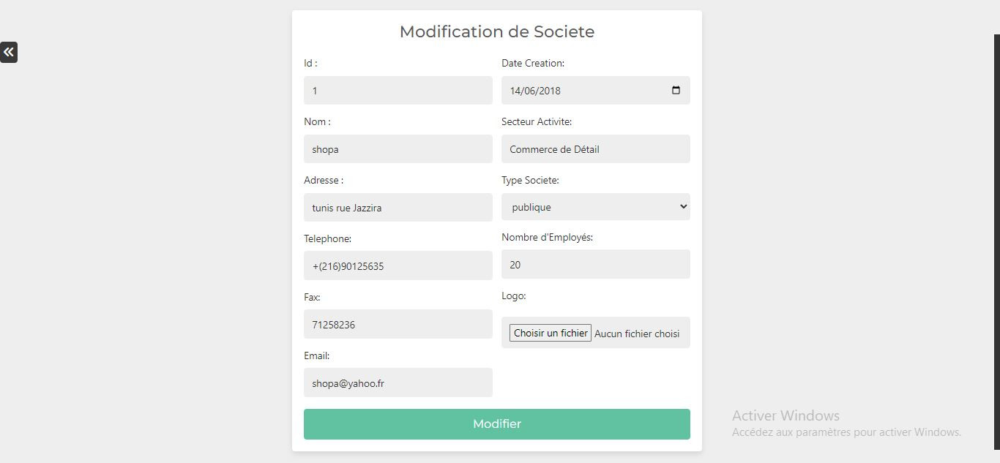 Modification de Societe
Id :
1
Nom :
shopa
Adresse :
tunis rue Jazzira
Telephone:
+(216)90125635
Fax:
71258236
Email:
shopa@yahoo.fr
Date Creation:
14/06/2018
Secteur Activite:
Commerce de Détail
Type Societe:
publique
Nombre d'Employés:
20
Logo:
Choisir un fichier Aucun fichier choisi
Modifier
Activer Windows
Accédez aux paramètres pour activer Windows.